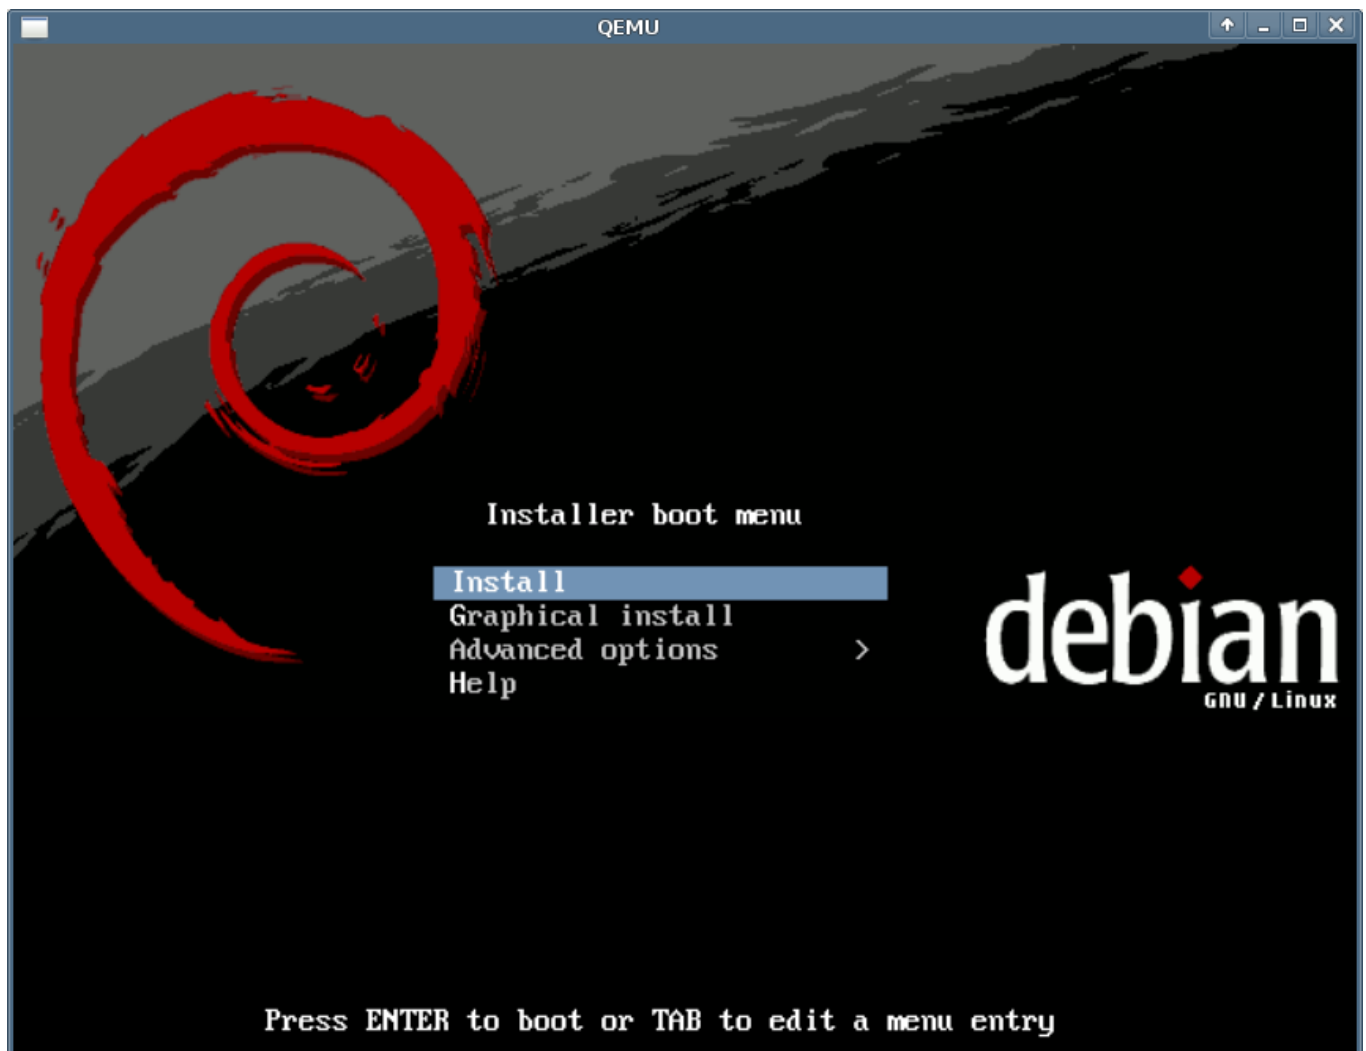 QEMU
Installer boot menu
Install
Graphical install
Advanced options >
Help
debian
GNU/Linux
Press ENTER to boot or TAB to edit a menu entry